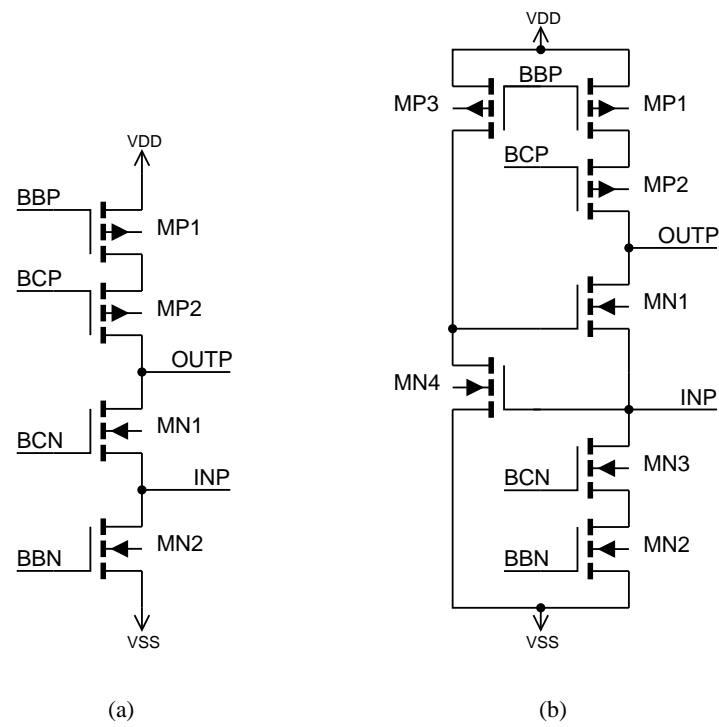 VDD
BBP
MP1
BCP
MP2
OUTP
MN1
BCN
INP
MN2
BBN
VSS
(a)
VDD
BBP
MP3
MP1
BCP
MP2
OUTP
MN1
MN4
INP
MN3
BCN
MN2
BBN
VSS
(b)